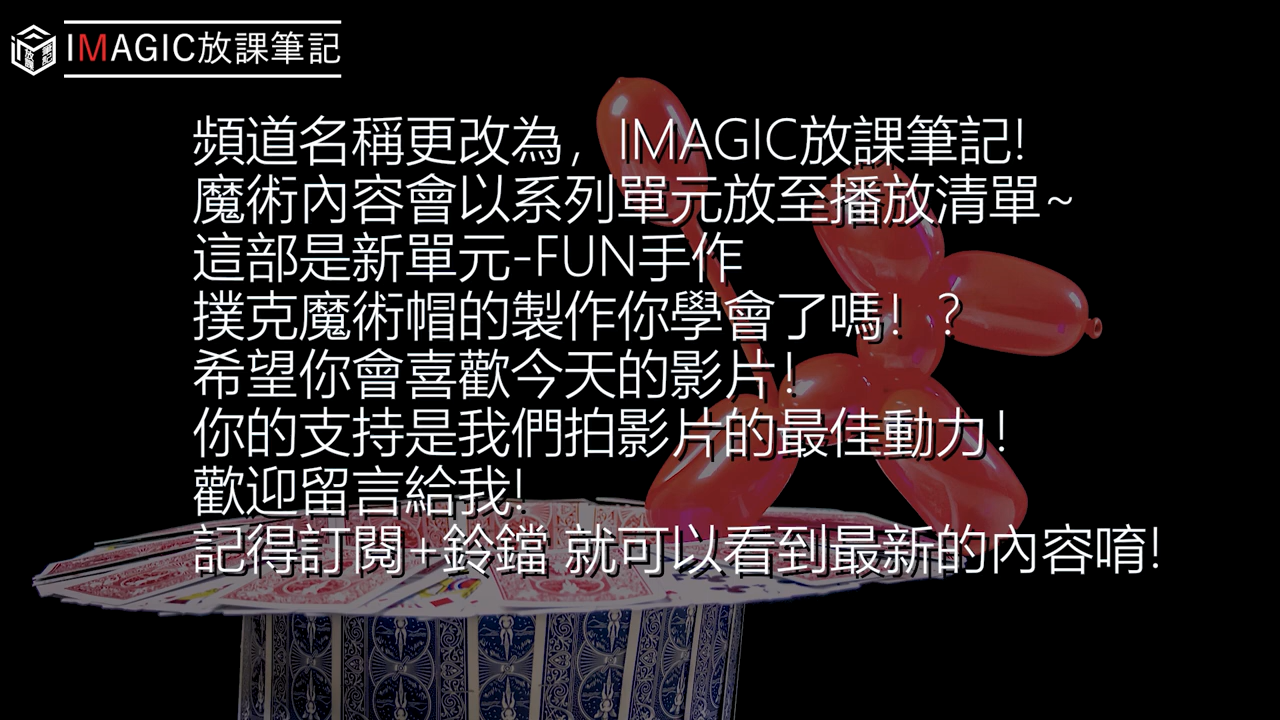 IMAGIC放課筆記
頻道名稱更改為，IMAGIC放課筆記!
魔術內容會以系列單元放至播放清單~
這部是新單元-FUN手作
撲克魔術帽的製作你學會了嗎！？
希望你會喜歡今天的影片！
你的支持是我們拍影片的最佳動力！
歡迎留言給我!
記得訂閱+鈴鐺 就可以看到最新的內容唷!